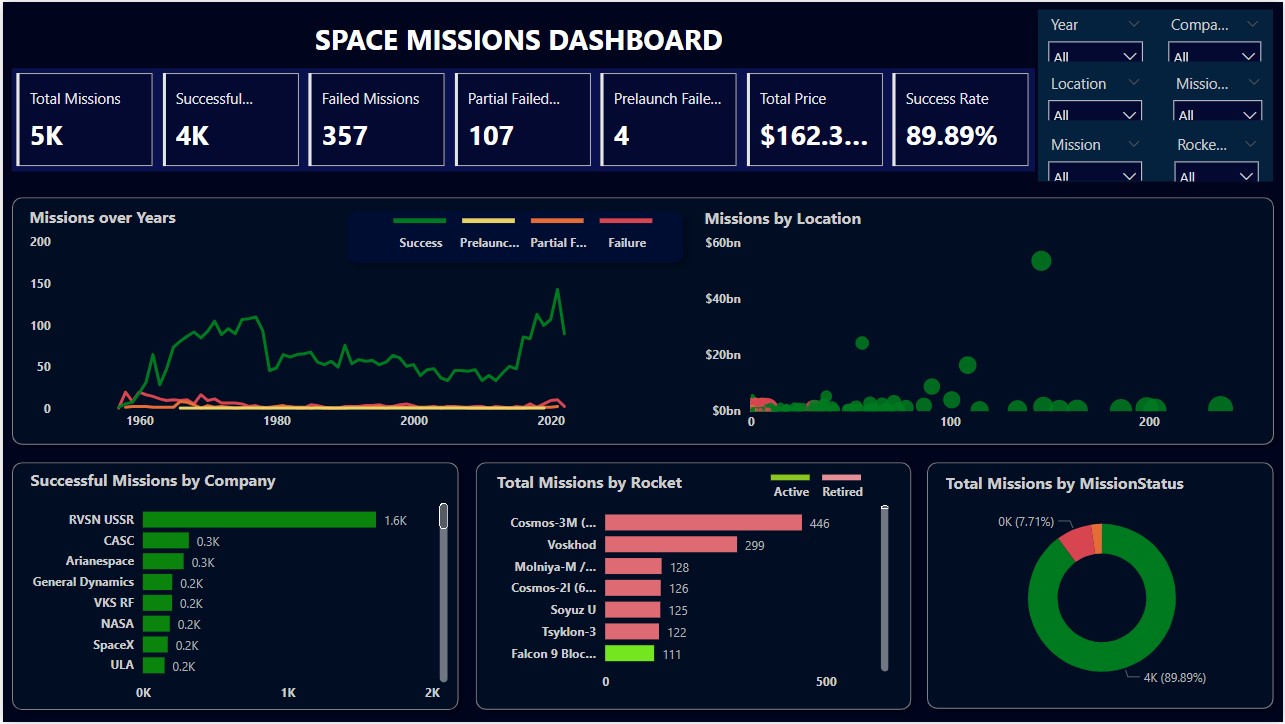 SPACE MISSIONS DASHBOARD
Year
All
Compa...
All
Location
All
Missio...
All
Mission
All
Rocke...
All
Total Missions
5K
Successful...
4K
Failed Missions
357
Partial Failed...
107
Prelaunch Faile...
4
Total Price
$162.3...
Success Rate
89.89%
Missions over Years
Success Prelaunc... Partial F... Failure
200
150
100
50
0
1960 1980 2000 2020
Missions by Location
$60bn
$40bn
$20bn
$0bn
0 100 200
Successful Missions by Company
RVSN USSR 1.6K
CASC 0.3K
Arianespace 0.3K
General Dynamics 0.2K
VKS RF 0.2K
NASA 0.2K
SpaceX 0.2K
ULA 0.2K
0K 1K 2K
Total Missions by Rocket
Active Retired
Cosmos-3M (... 446
Voskhod 299
Molniya-M /... 128
Cosmos-2I (6... 126
Soyuz U 125
Tsyklon-3 122
Falcon 9 Bloc... 111
0 500
Total Missions by MissionStatus
0K (7.71%)
4K (89.89%)